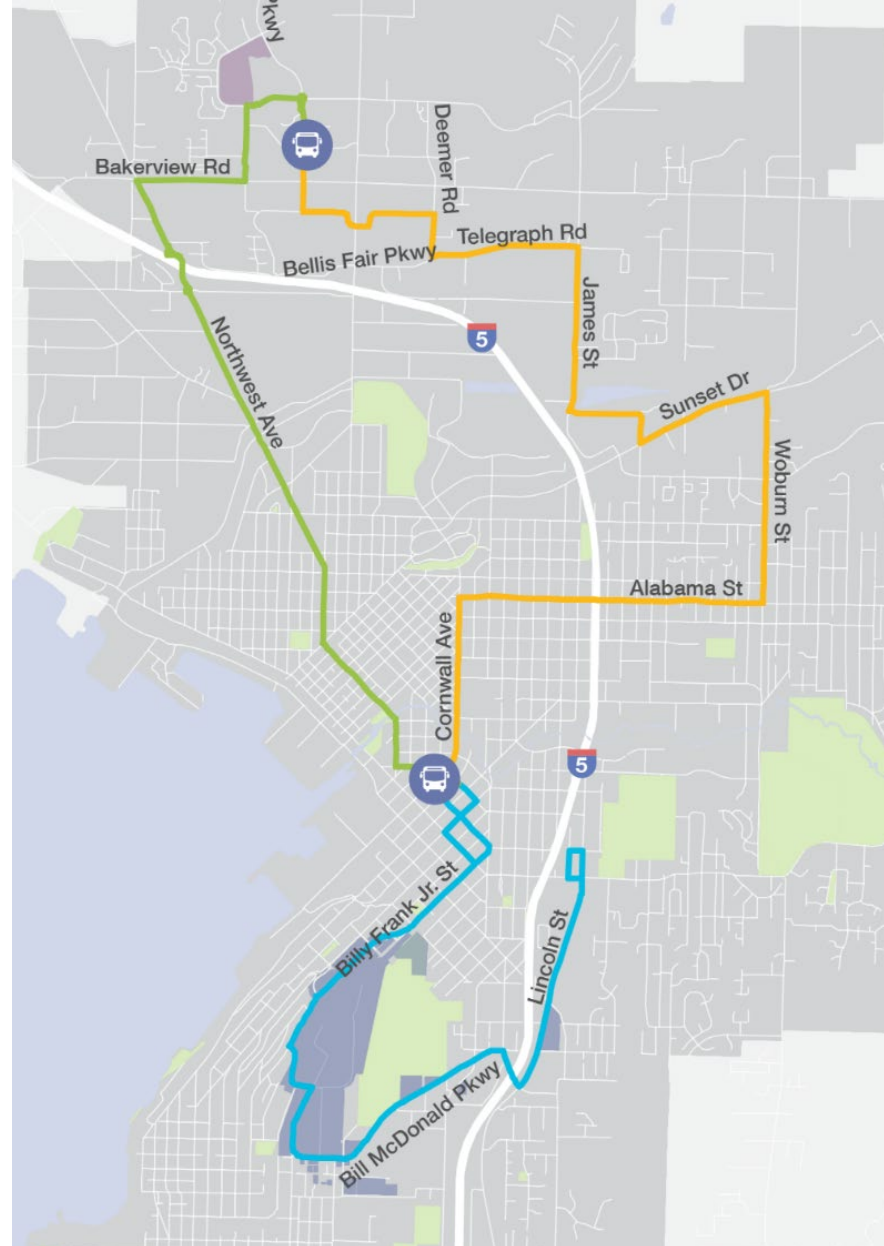 Pkwy
Deemer Rd
Bakerview Rd
Telegraph Rd
Bellis Fair Pkwy
James St
5
Northwest Ave
Sunset Dr
Woburn St
Alabama St
Cornwall Ave
5
Billy Frank Jr. St
Lincoln St
Bill McDonald Pkwy